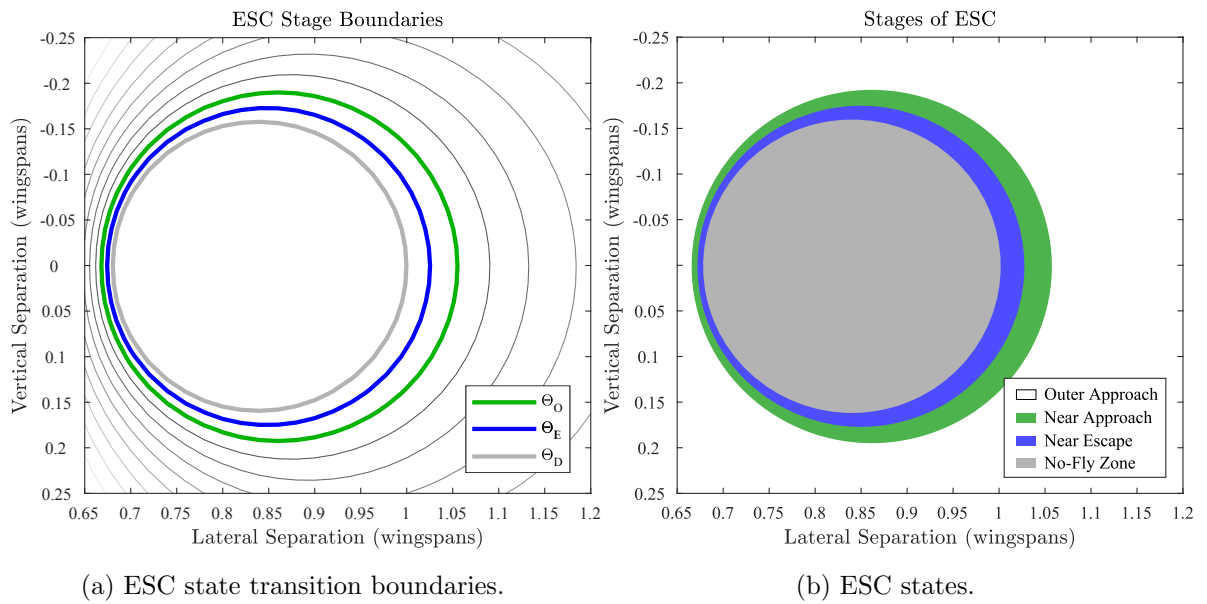 ESC Stage Boundaries
-0.25
-0.2
-0.15
-0.1
-0.05
0
0.05
0.1
0.15
0.2
0.25
Vertical Separation (wingspans)
0.65 0.7 0.75 0.8 0.85 0.9 0.95 1 1.05 1.1 1.15 1.2
Lateral Separation (wingspans)
Θ_O
Θ_E
Θ_D
(a) ESC state transition boundaries.
Stages of ESC
-0.25
-0.2
-0.15
-0.1
-0.05
0
0.05
0.1
0.15
0.2
0.25
Vertical Separation (wingspans)
0.65 0.7 0.75 0.8 0.85 0.9 0.95 1 1.05 1.1 1.15 1.2
Lateral Separation (wingspans)
Outer Approach
Near Approach
Near Escape
No-Fly Zone
(b) ESC states.